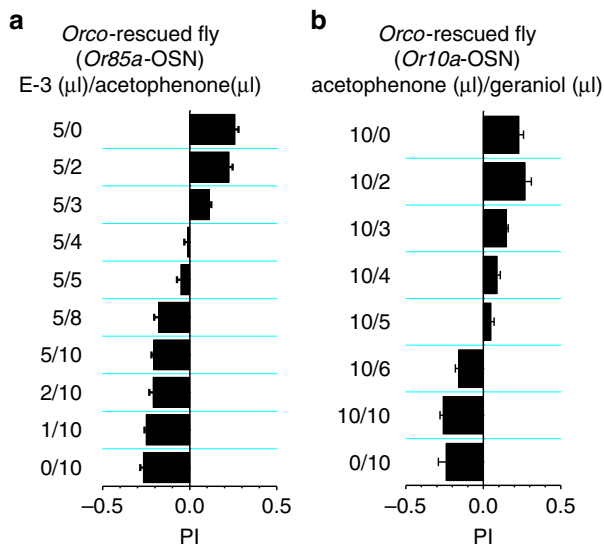 a
Orco-rescued fly
(Or85a-OSN)
E-3 (μl)/acetophenone(μl)
5/0
5/2
5/3
5/4
5/5
5/8
5/10
2/10
1/10
0/10
–0.5
0.0
0.5
PI
b
Orco-rescued fly
(Or10a-OSN)
acetophenone (μl)/geraniol (μl)
10/0
10/2
10/3
10/4
10/5
10/6
10/10
0/10
–0.5
0.0
0.5
PI